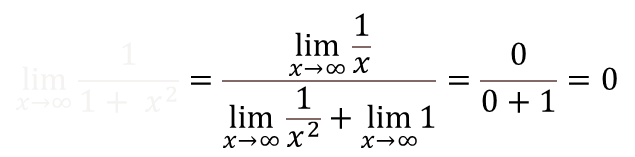 lim x→∞ 1/(1 + x²) = (lim x→∞ 1/x)/(lim x→∞ 1/x² + lim x→∞ 1) = 0/(0 + 1) = 0